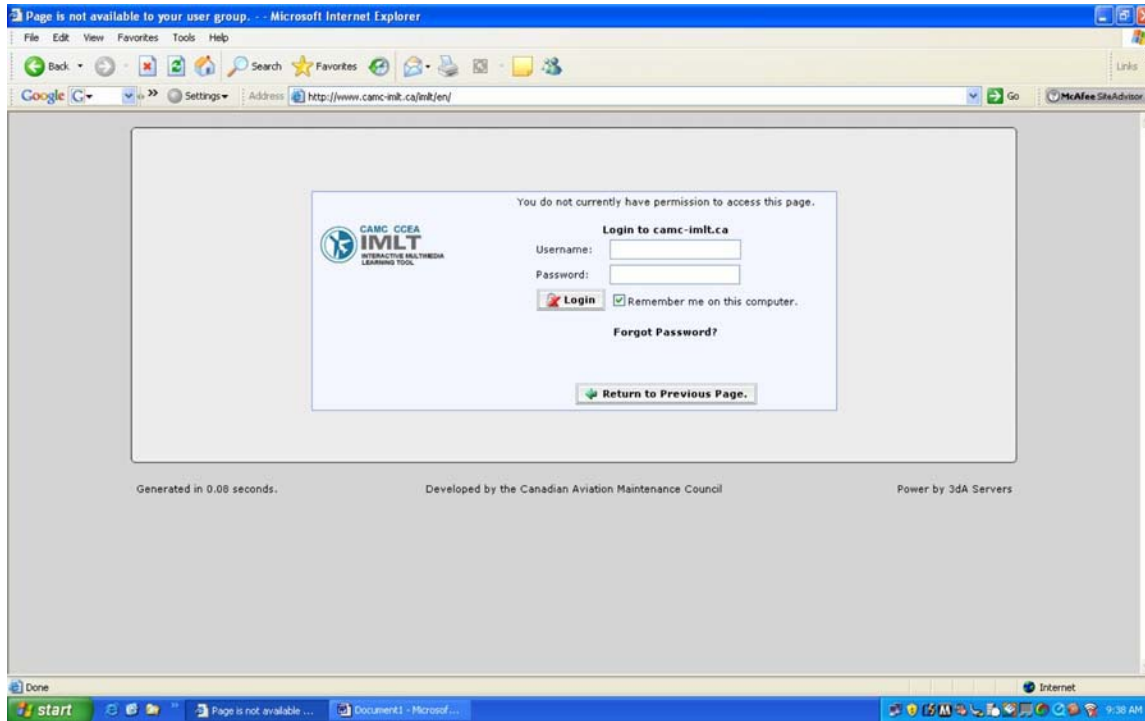 Page is not available to your user group. - - Microsoft Internet Explorer
File Edit View Favorites Tools Help
Back Search Favorites Links
Google G Settings Address http://www.camc-imlt.ca/imlt/en/ Go McAfee SiteAdvisor
You do not currently have permission to access this page.
CAMC CCEA
IMLT
INTERACTIVE MULTIMEDIA
LEARNING TOOL
Login to camc-imlt.ca
Username:
Password:
Login Remember me on this computer.
Forgot Password?
Return to Previous Page.
Generated in 0.08 seconds. Developed by the Canadian Aviation Maintenance Council Power by 3dA Servers
Done Internet
start Page is not available ... Document1 - Microsof... 9:38 AM